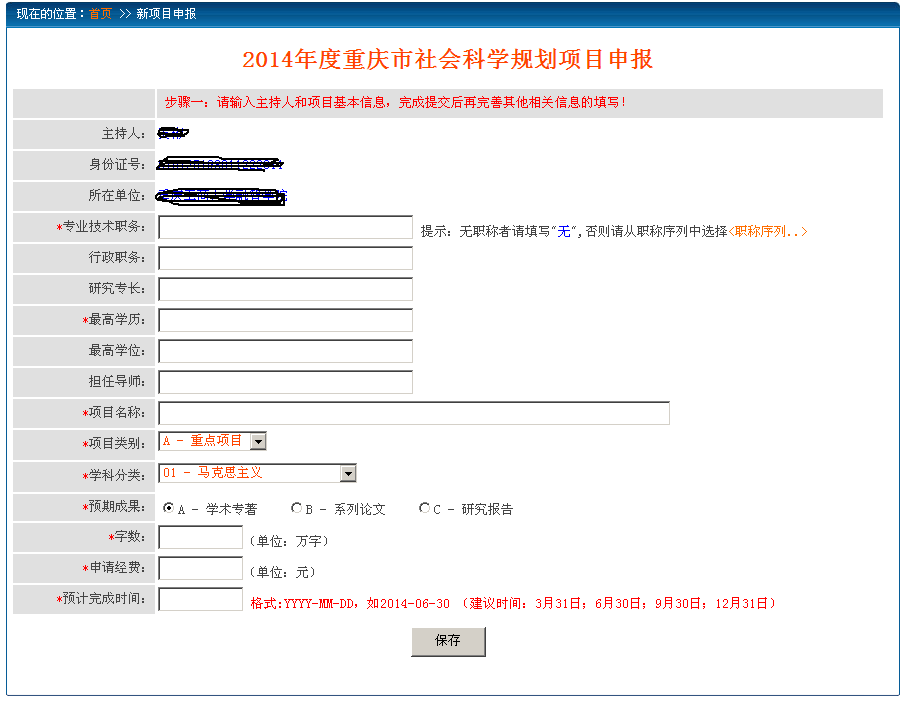 现在的位置：首页 >> 新项目申报
2014年度重庆市社会科学规划项目申报
步骤一：请输入主持人和项目基本信息，完成提交后再完善其他相关信息的填写！
主持人：
身份证号：
所在单位：
*专业技术职务： 提示：无职称者请填写"无",否则请从职称序列中选择<职称序列..>
行政职务：
研究专长：
*最高学历：
最高学位：
担任导师：
*项目名称：
*项目类别： A - 重点项目
*学科分类： 01 - 马克思主义
*预期成果： A - 学术专著 B - 系列论文 C - 研究报告
*字数： （单位：万字）
*申请经费： （单位：元）
*预计完成时间： 格式:YYYY-MM-DD，如2014-06-30 （建议时间：3月31日；6月30日；9月30日；12月31日）
保存